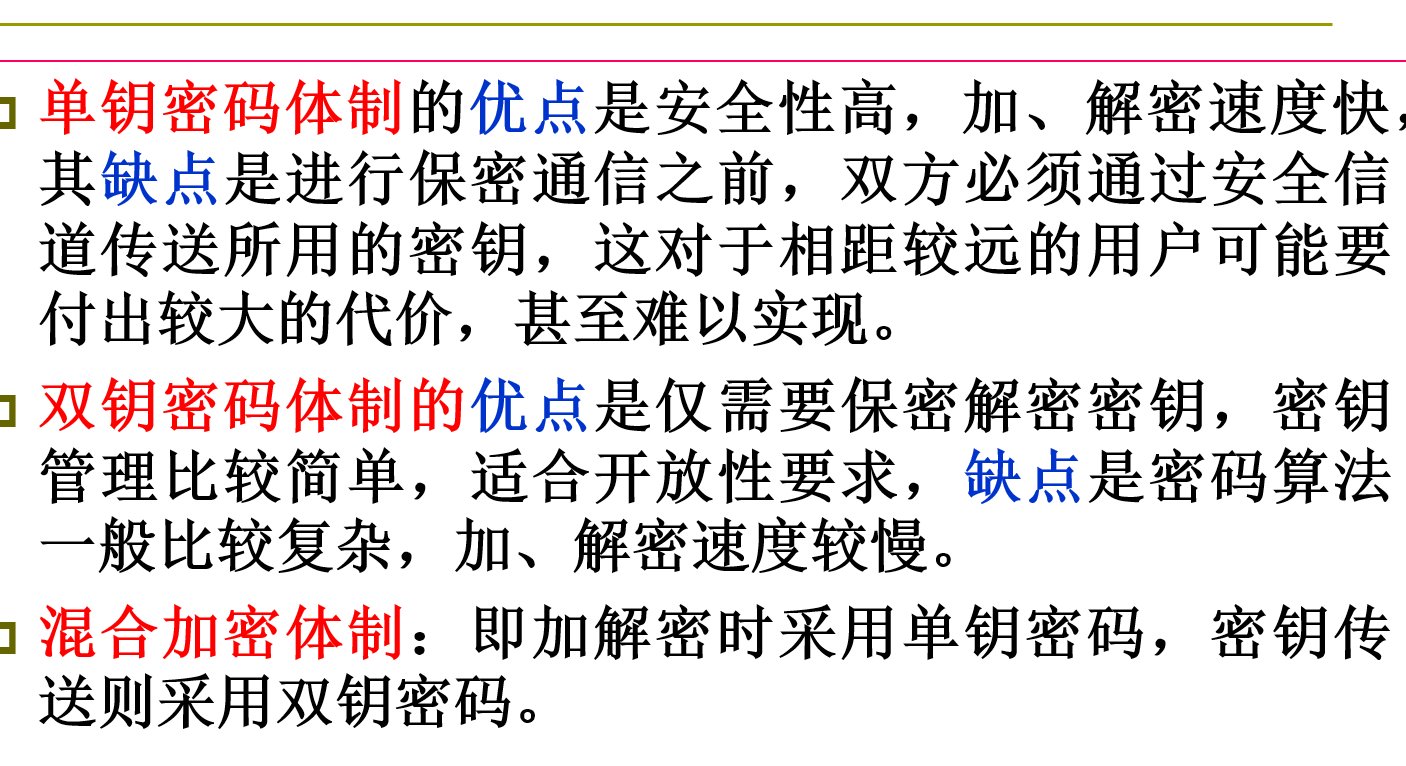 单钥密码体制的优点是安全性高，加、解密速度快，
其缺点是进行保密通信之前，双方必须通过安全信
道传送所用的密钥，这对于相距较远的用户可能要
付出较大的代价，甚至难以实现。
双钥密码体制的优点是仅需要保密解密密钥，密钥
管理比较简单，适合开放性要求，缺点是密码算法
一般比较复杂，加、解密速度较慢。
混合加密体制：即加解密时采用单钥密码，密钥传
送则采用双钥密码。